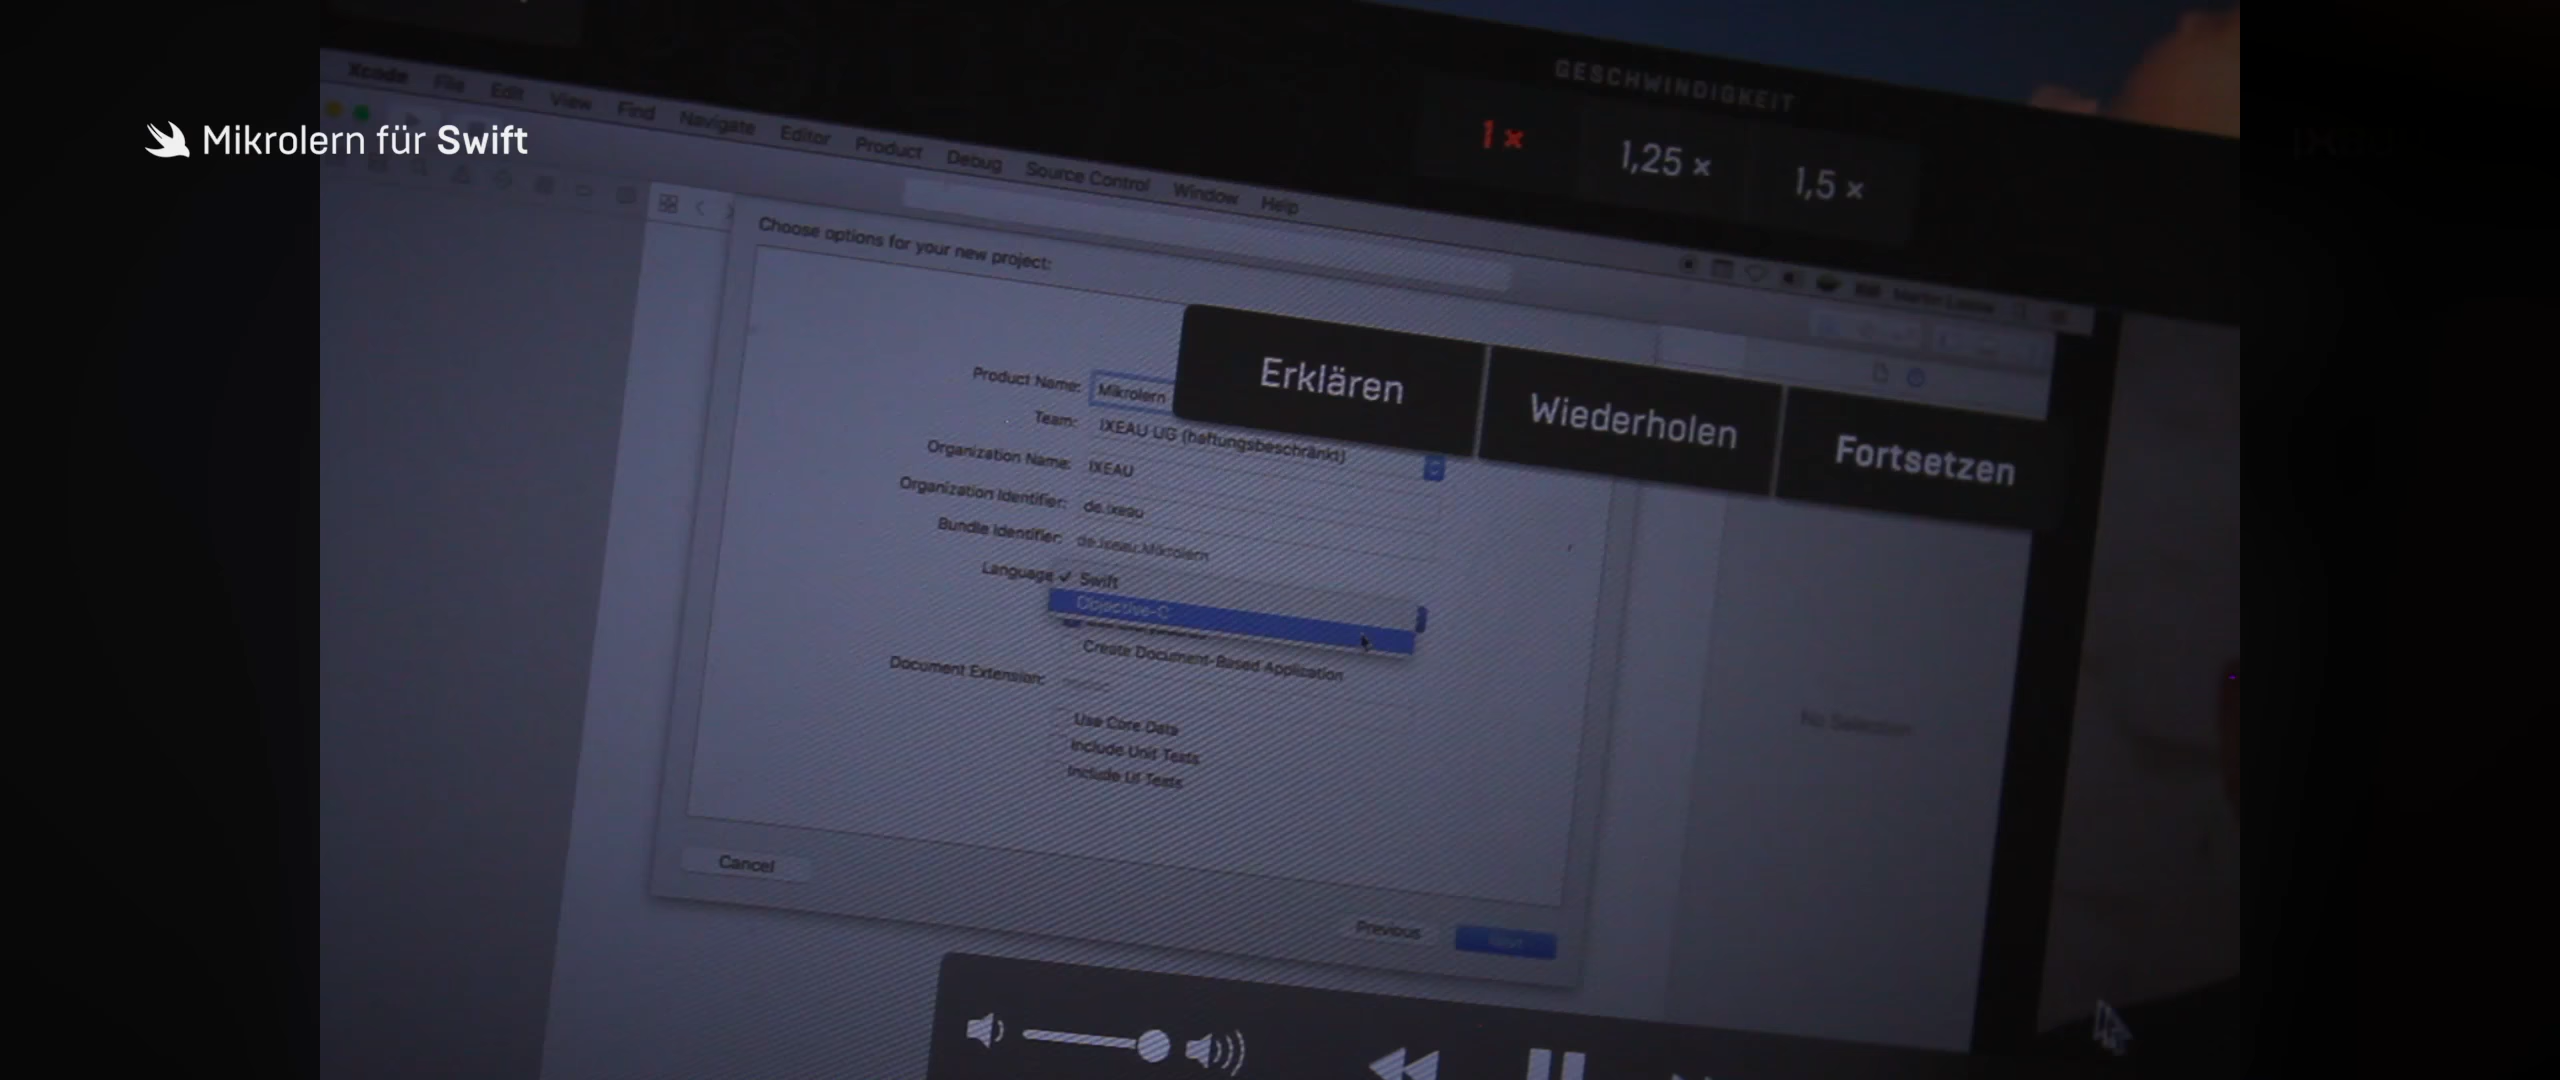 Mikrolern für Swift
GESCHWINDIGKEIT
1 × 1,25 × 1,5 ×
Xcode File Edit View Find Navigate Editor Product Debug Source Control Window Help
Choose options for your new project:
Erklären Wiederholen Fortsetzen
Product Name: Mikrolern
Team: IXEAU UG (haftungsbeschränkt)
Organization Name: IXEAU
Organization Identifier: de.ixeau
Bundle Identifier: de.ixeau.Mikrolern
Language ✓ Swift
Objective-C
Create Document-Based Application
Document Extension:
Use Core Data
Include Unit Tests
Include UI Tests
No Selection
Cancel
Previous Next